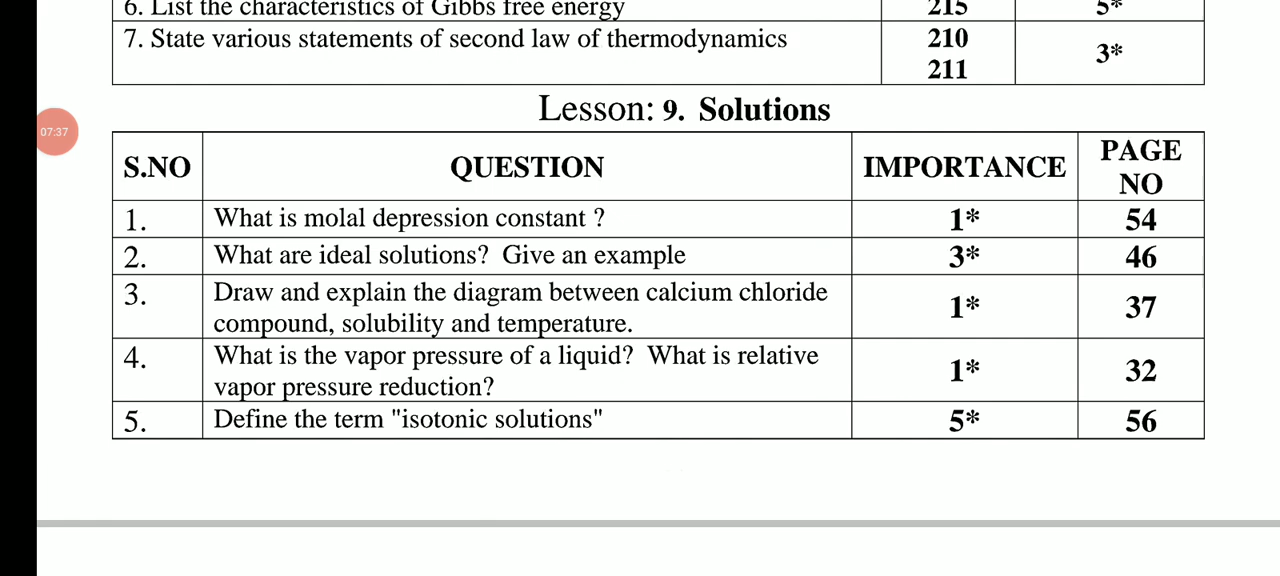 6. List the characteristics of Gibbs free energy 215 5*
7. State various statements of second law of thermodynamics 210 3*
211
Lesson: 9. Solutions
S.NO QUESTION IMPORTANCE PAGE NO
1. What is molal depression constant ? 1* 54
2. What are ideal solutions? Give an example 3* 46
3. Draw and explain the diagram between calcium chloride 1* 37
compound, solubility and temperature.
4. What is the vapor pressure of a liquid? What is relative 1* 32
vapor pressure reduction?
5. Define the term "isotonic solutions" 5* 56
07:37